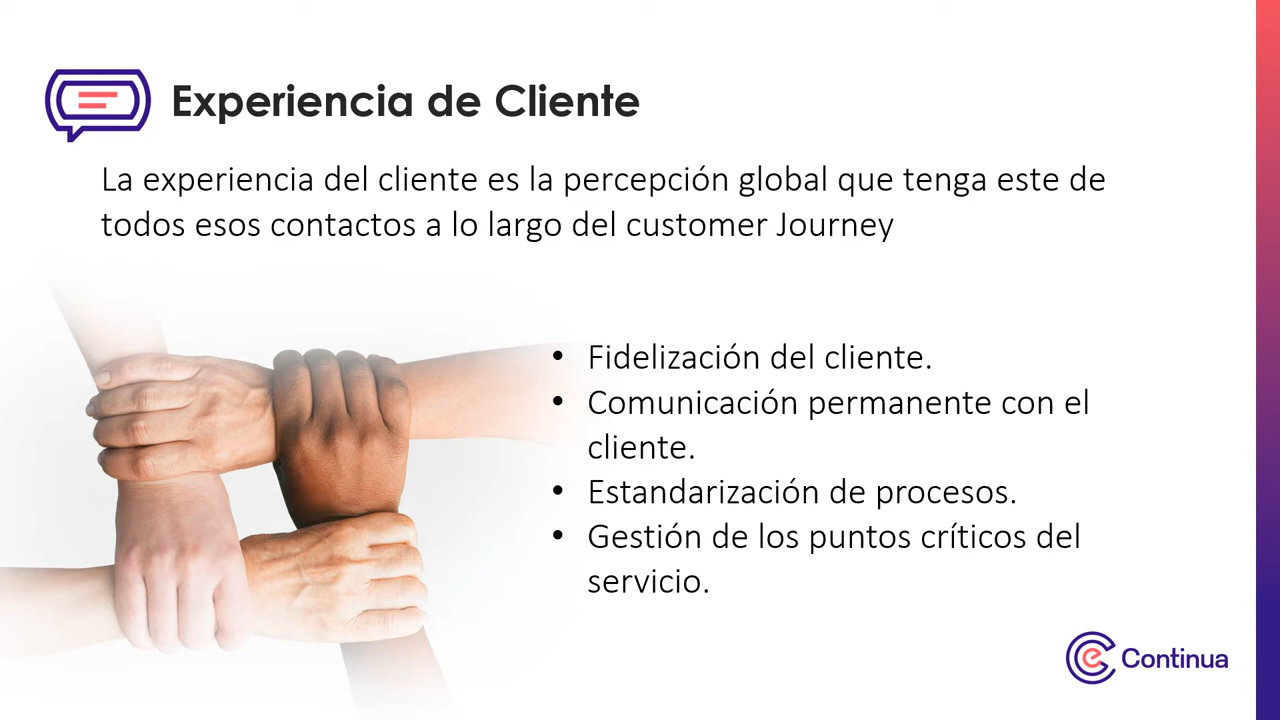 Experiencia de Cliente
La experiencia del cliente es la percepción global que tenga este de
todos esos contactos a lo largo del customer Journey
• Fidelización del cliente.
• Comunicación permanente con el
cliente.
• Estandarización de procesos.
• Gestión de los puntos críticos del
servicio.
e Continua